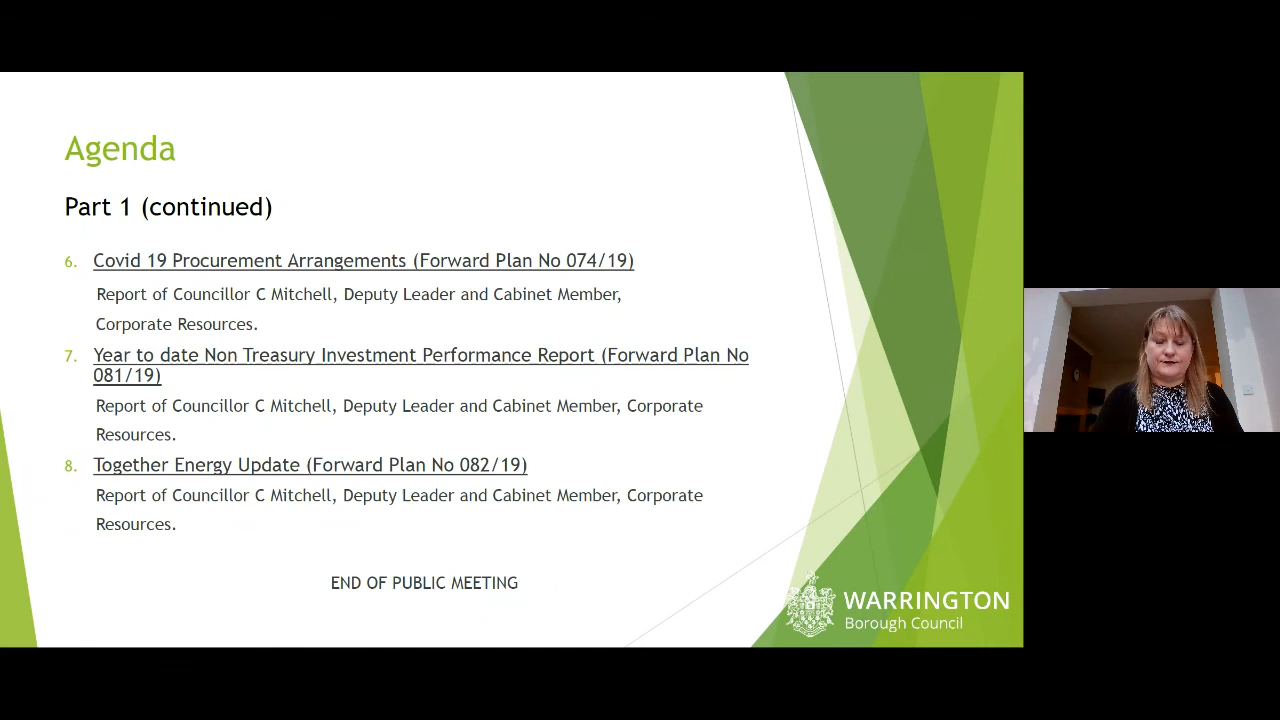 Agenda
Part 1 (continued)
6. Covid 19 Procurement Arrangements (Forward Plan No 074/19)
Report of Councillor C Mitchell, Deputy Leader and Cabinet Member,
Corporate Resources.
7. Year to date Non Treasury Investment Performance Report (Forward Plan No
081/19)
Report of Councillor C Mitchell, Deputy Leader and Cabinet Member, Corporate
Resources.
8. Together Energy Update (Forward Plan No 082/19)
Report of Councillor C Mitchell, Deputy Leader and Cabinet Member, Corporate
Resources.
END OF PUBLIC MEETING
WARRINGTON
Borough Council